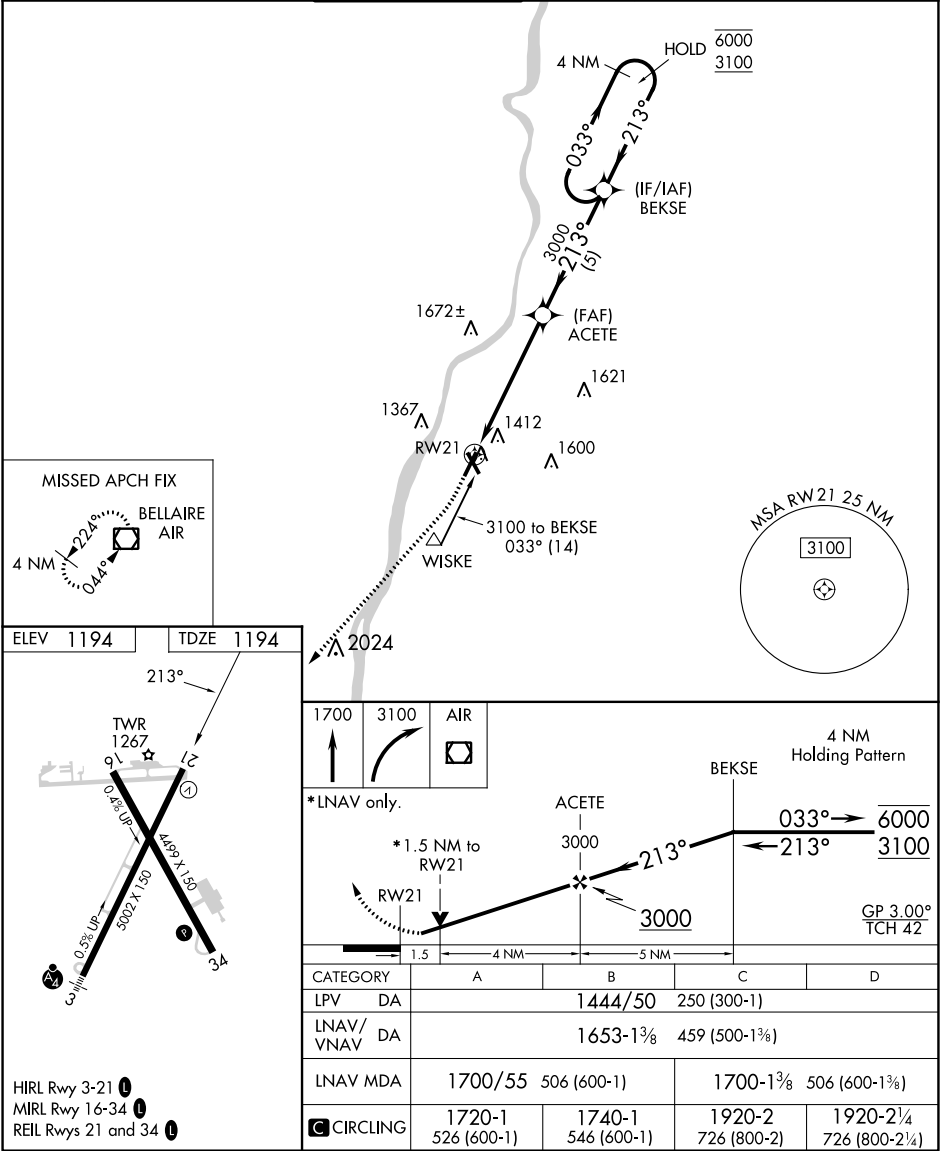 HOLD
6000
3100
4 NM
033°
213°
(IF/IAF)
BEKSE
3000
213°
(5)
(FAF)
ACETE
1672±
1621
1367
1412
RW21
1600
3100 to BEKSE
033° (14)
WISKE
2024
MSA RW 21 25 NM
3100
MISSED APCH FIX
BELLAIRE
AIR
224°
4 NM
044°
ELEV 1194
TDZE 1194
213°
TWR
1267
16
21
V
0.4% UP
4499 X 150
0.5% UP
5002 X 150
P
A4
3
34
HIRL Rwy 3-21 L
MIRL Rwy 16-34 L
REIL Rwys 21 and 34 L
1700
3100
AIR
*LNAV only.
4 NM
Holding Pattern
BEKSE
ACETE
3000
033°
6000
213°
3100
213°
*1.5 NM to
RW21
RW21
3000
GP 3.00°
TCH 42
1.5
4 NM
5 NM
CATEGORY A B C D
LPV DA 1444/50 250 (300-1)
LNAV/
VNAV DA 1653-1⅜ 459 (500-1⅜)
LNAV MDA 1700/55 506 (600-1) 1700-1⅜ 506 (600-1⅜)
C CIRCLING 1720-1 1740-1 1920-2 1920-2¼
526 (600-1) 546 (600-1) 726 (800-2) 726 (800-2¼)